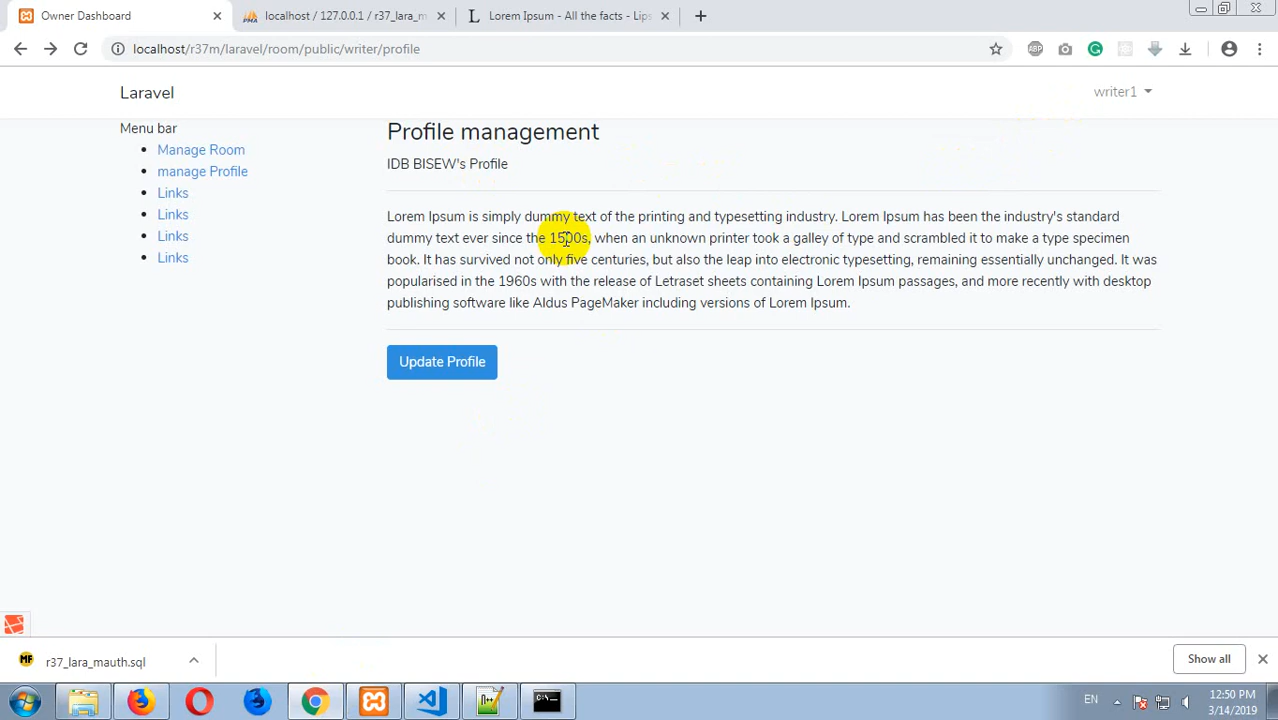 Owner Dashboard
localhost / 127.0.0.1 / r37_lara_m
Lorem Ipsum - All the facts - Lips
localhost/r37m/laravel/room/public/writer/profile
ABP
Laravel
writer1
Menu bar
Manage Room
manage Profile
Links
Links
Links
Links
Profile management
IDB BISEW's Profile
Lorem Ipsum is simply dummy text of the printing and typesetting industry. Lorem Ipsum has been the industry's standard
dummy text ever since the 1500s, when an unknown printer took a galley of type and scrambled it to make a type specimen
book. It has survived not only five centuries, but also the leap into electronic typesetting, remaining essentially unchanged. It was
popularised in the 1960s with the release of Letraset sheets containing Lorem Ipsum passages, and more recently with desktop
publishing software like Aldus PageMaker including versions of Lorem Ipsum.
Update Profile
MF
r37_lara_mauth.sql
Show all
EN
12:50 PM
3/14/2019